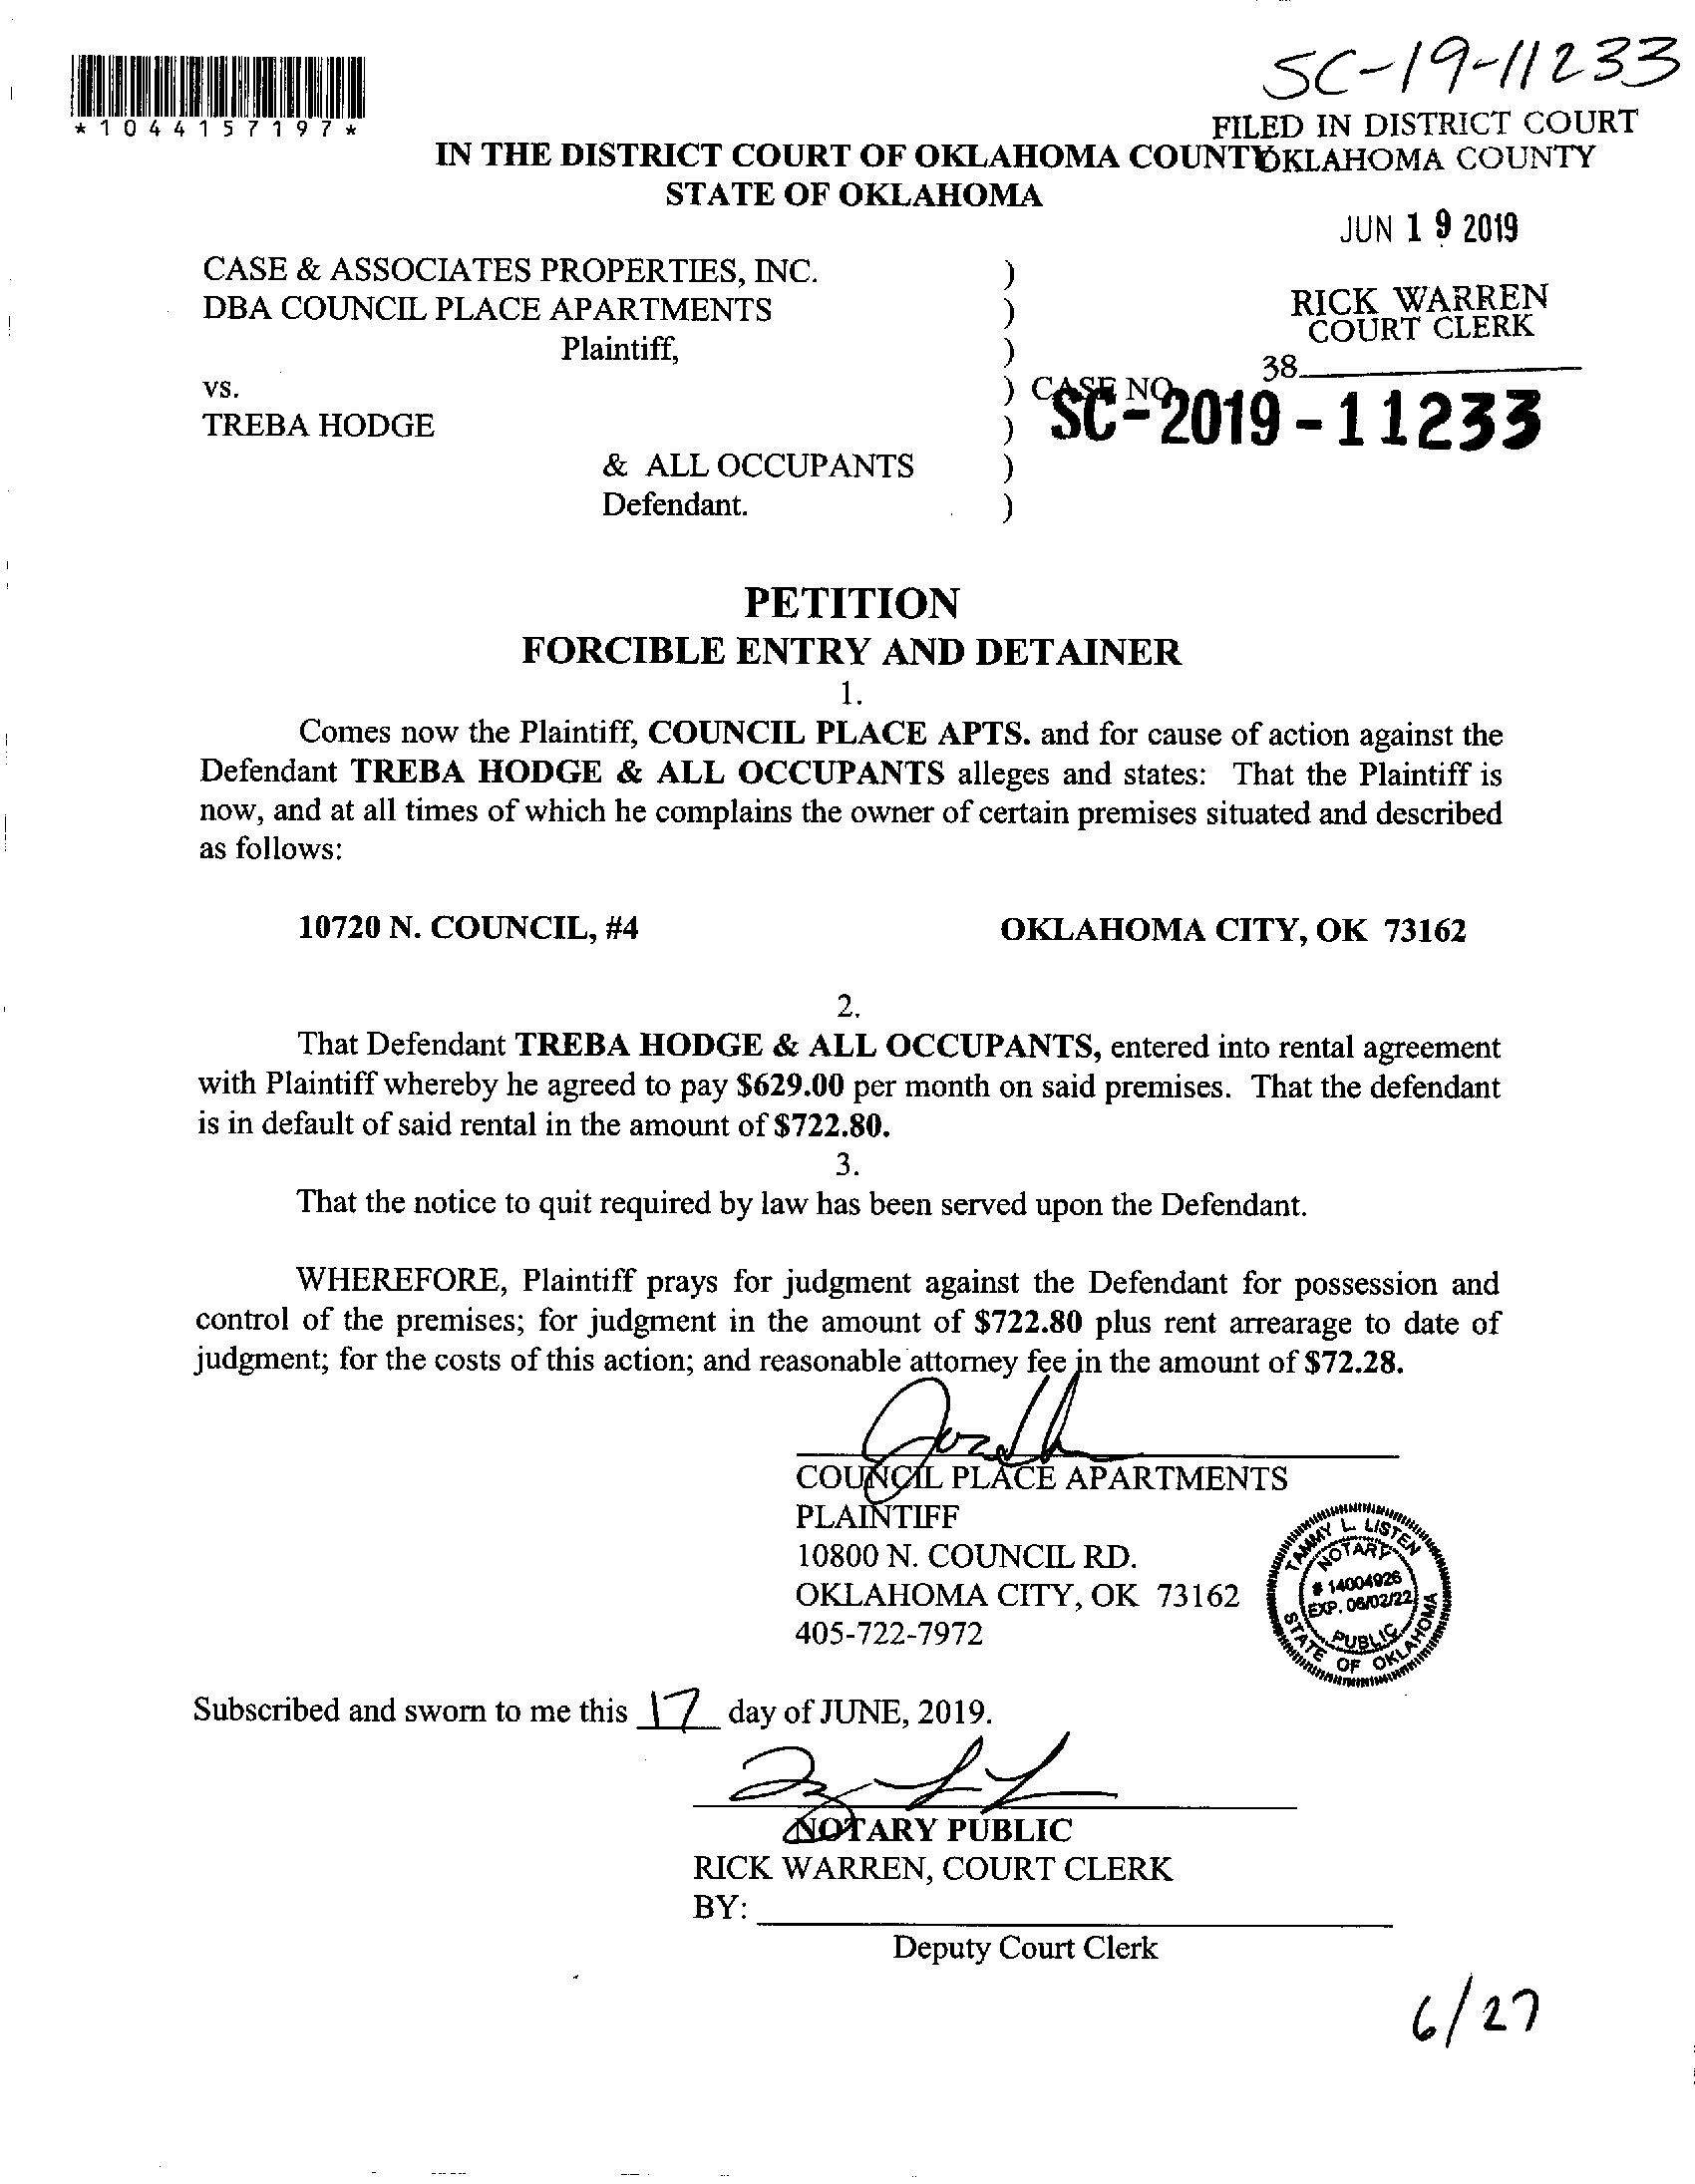 SC-19-11233
*1044157197*
FILED IN DISTRICT COURT
OKLAHOMA COUNTY
IN THE DISTRICT COURT OF OKLAHOMA COUNTY
STATE OF OKLAHOMA
JUN 19 2019
RICK WARREN
COURT CLERK
38
CASE & ASSOCIATES PROPERTIES, INC. )
DBA COUNCIL PLACE APARTMENTS )
Plaintiff, )
vs. ) CASE NO.
SC-2019-11233
TREBA HODGE )
& ALL OCCUPANTS )
Defendant. )
PETITION
FORCIBLE ENTRY AND DETAINER
1.
Comes now the Plaintiff, COUNCIL PLACE APTS. and for cause of action against the
Defendant TREBA HODGE & ALL OCCUPANTS alleges and states: That the Plaintiff is
now, and at all times of which he complains the owner of certain premises situated and described
as follows:
10720 N. COUNCIL, #4 OKLAHOMA CITY, OK 73162
2.
That Defendant TREBA HODGE & ALL OCCUPANTS, entered into rental agreement
with Plaintiff whereby he agreed to pay $629.00 per month on said premises. That the defendant
is in default of said rental in the amount of $722.80.
3.
That the notice to quit required by law has been served upon the Defendant.
WHEREFORE, Plaintiff prays for judgment against the Defendant for possession and
control of the premises; for judgment in the amount of $722.80 plus rent arrearage to date of
judgment; for the costs of this action; and reasonable attorney fee in the amount of $72.28.
COUNCIL PLACE APARTMENTS
PLAINTIFF
10800 N. COUNCIL RD.
OKLAHOMA CITY, OK 73162
405-722-7972
TAMMY L. LISTEN
NOTARY
# 14004926
EXP. 06/02/22
PUBLIC
STATE OF OKLAHOMA
Subscribed and sworn to me this 17 day of JUNE, 2019.
NOTARY PUBLIC
RICK WARREN, COURT CLERK
BY:
Deputy Court Clerk
6/27